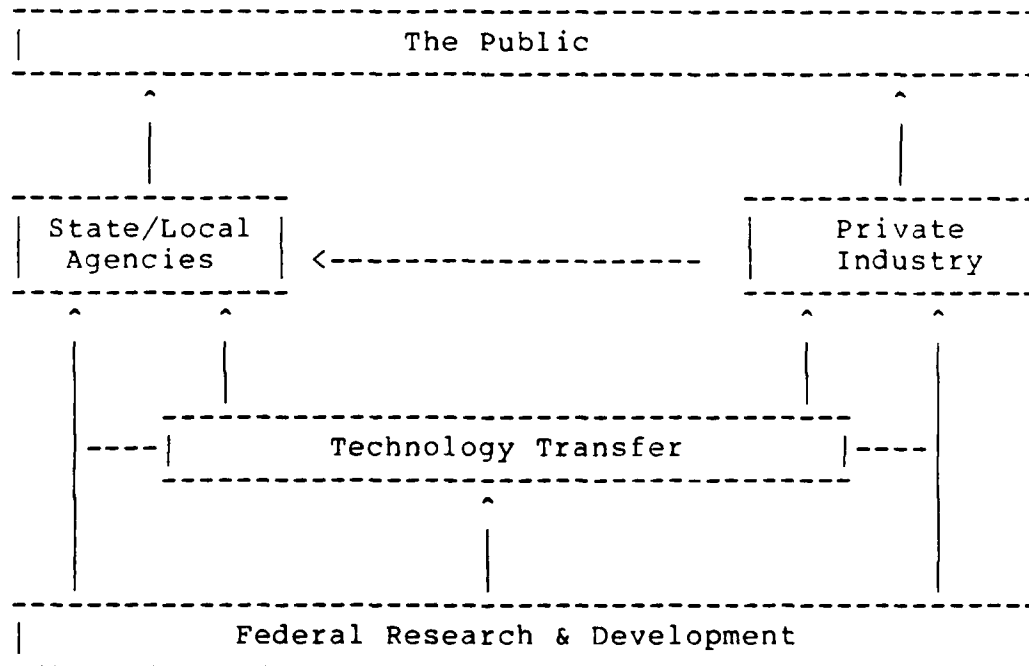 The Public
State/Local
Agencies
Private
Industry
Technology Transfer
Federal Research & Development